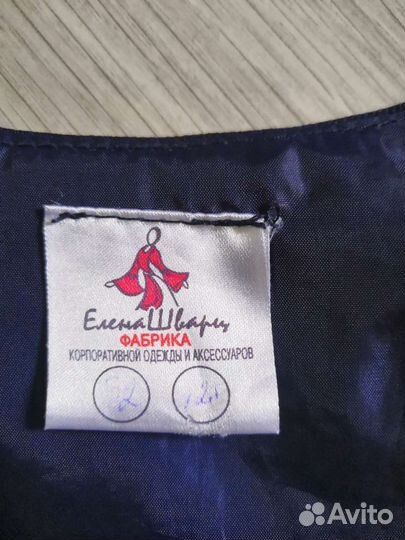 ЕленаШварц
ФАБРИКА
КОРПОРАТИВНОЙ ОДЕЖДЫ И АКСЕССУАРОВ
Avito